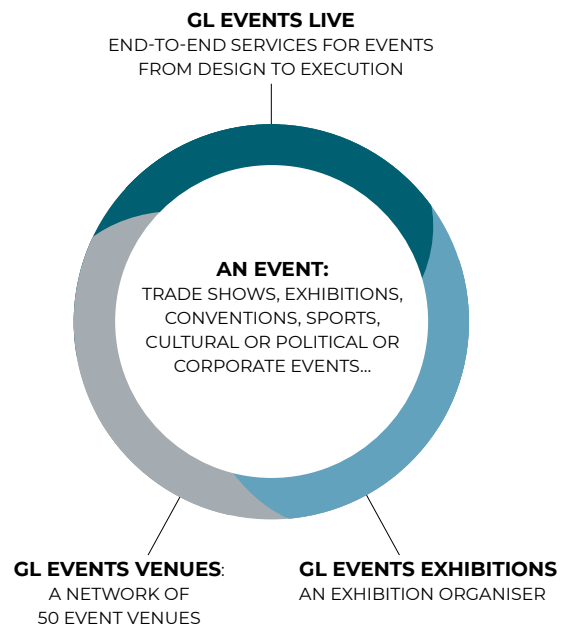 GL EVENTS LIVE
END-TO-END SERVICES FOR EVENTS
FROM DESIGN TO EXECUTION
AN EVENT:
TRADE SHOWS, EXHIBITIONS,
CONVENTIONS, SPORTS,
CULTURAL OR POLITICAL OR
CORPORATE EVENTS...
GL EVENTS VENUES:
A NETWORK OF
50 EVENT VENUES
GL EVENTS EXHIBITIONS
AN EXHIBITION ORGANISER